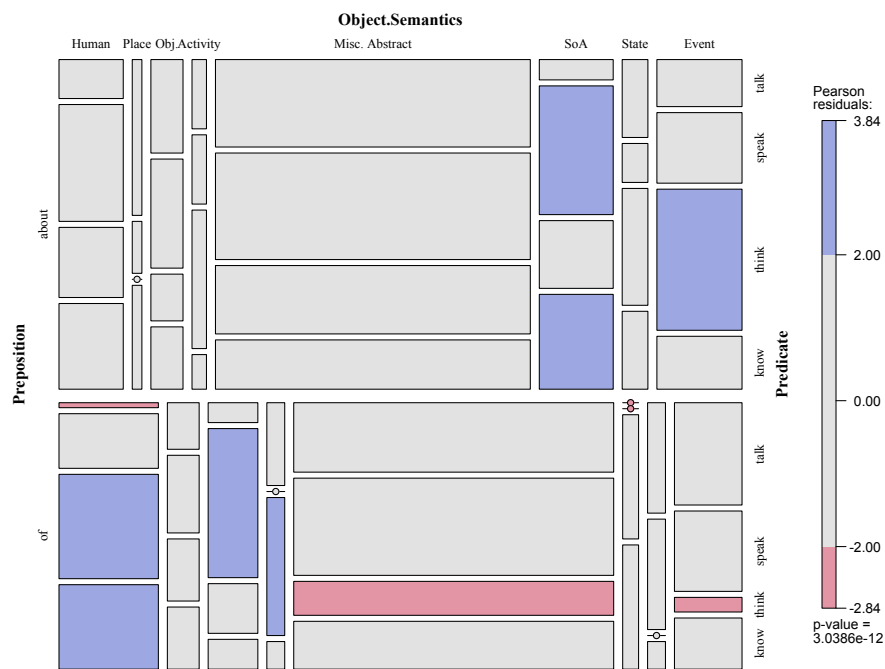 Object.Semantics
Human Place Obj.Activity Misc. Abstract SoA State Event
Preposition
about
of
talk
speak
think
know
talk
speak
think
know
Predicate
Pearson
residuals:
3.84
2.00
0.00
-2.00
-2.84
p-value =
3.0386e-12